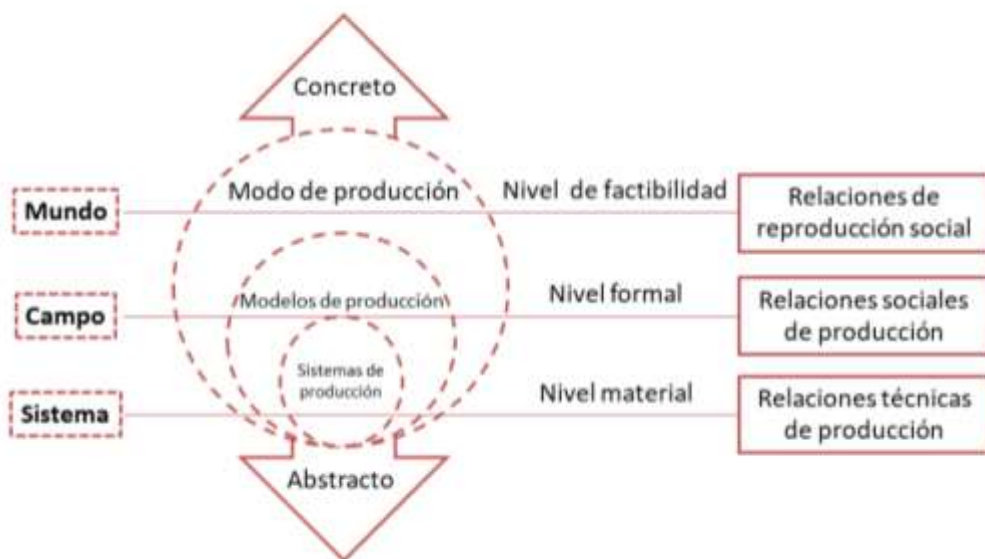 Concreto
Modo de producción
Nivel de factibilidad
Mundo
Relaciones de
reproducción social
Modelos de producción
Nivel formal
Campo
Relaciones sociales
de producción
Sistemas de
producción
Nivel material
Sistema
Relaciones técnicas
de producción
Abstracto